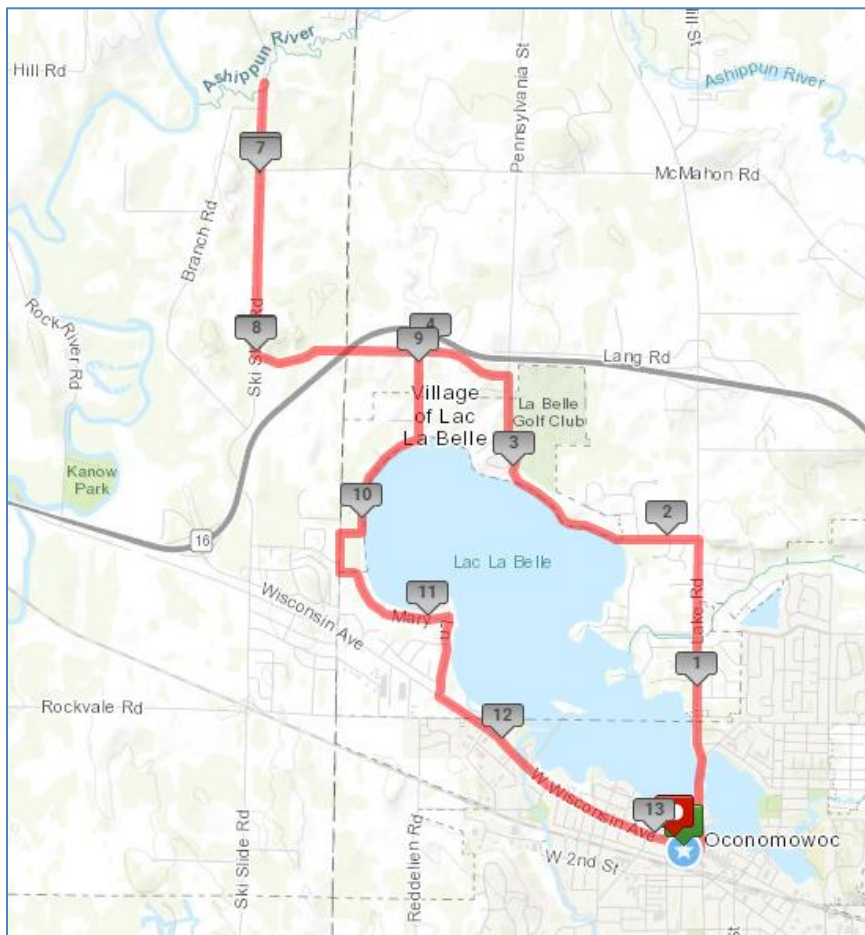 Ashippun River
Hill Rd
Pennsylvania St
ill St
Ashippun River
7
McMahon Rd
Branch Rd
Rock River Rd
8
4
9
Lang Rd
Village
of Lac
La Belle
La Belle
Golf Club
3
Kanow
Park
10
2
16
Lac La Belle
Wisconsin Ave
11
Mary
Lake Rd
1
Rockvale Rd
12
W Wisconsin Ave
13
Oconomowoc
W 2nd St
Ski Slide Rd
Reddelien Rd
st